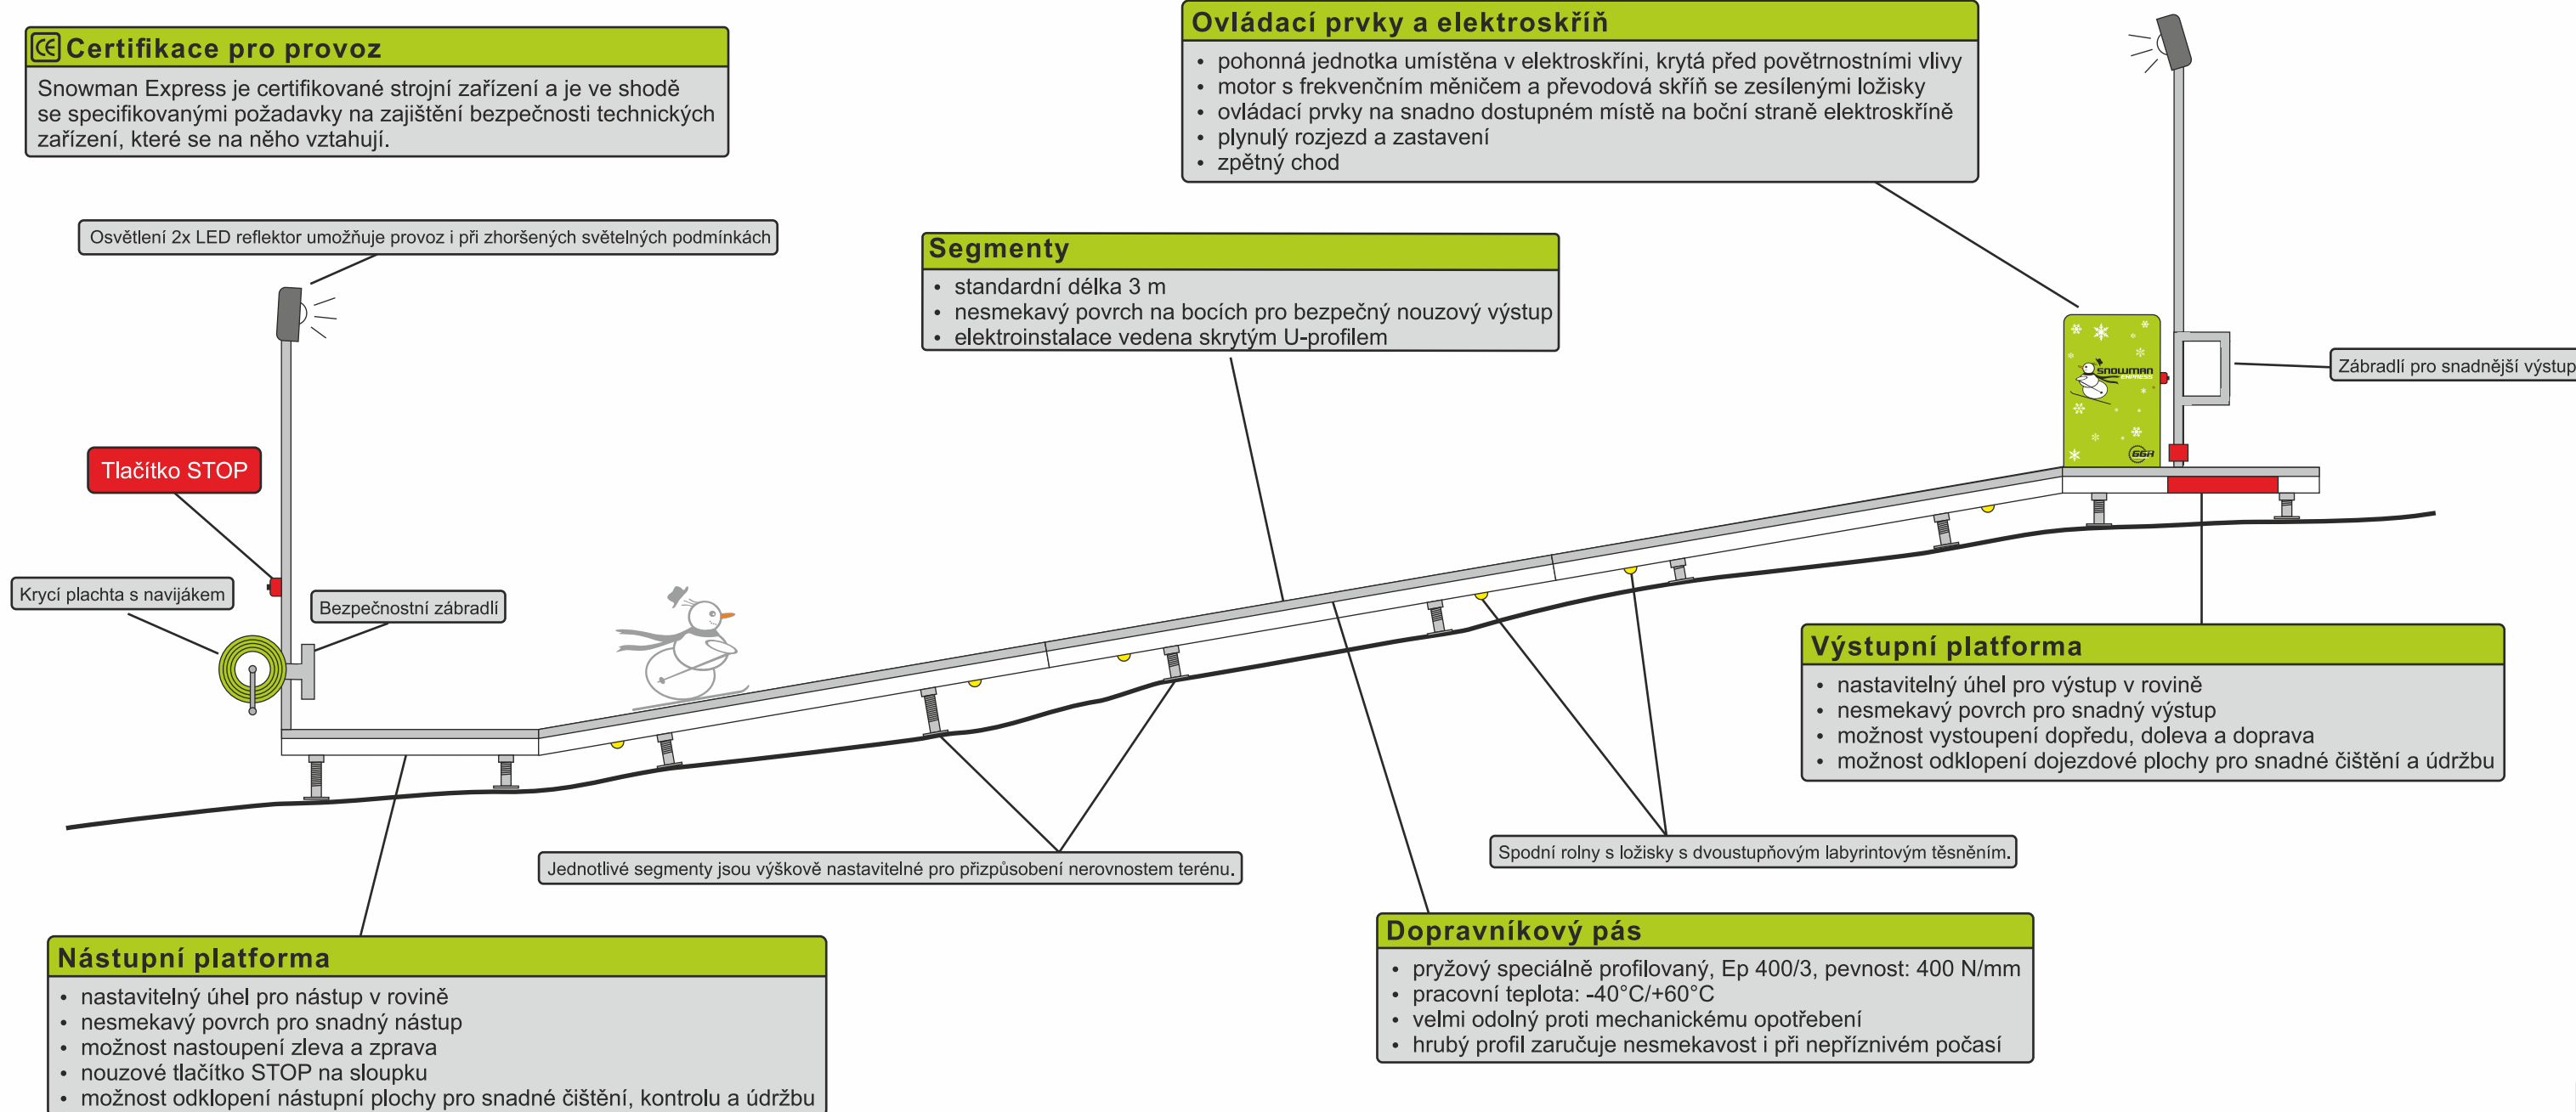 CE Certifikace pro provoz
Snowman Express je certifikované strojní zařízení a je ve shodě
se specifikovanými požadavky na zajištění bezpečnosti technických
zařízení, které se na něho vztahují.
Ovládací prvky a elektroskříň
• pohonná jednotka umístěna v elektroskříni, krytá před povětrnostními vlivy
• motor s frekvenčním měničem a převodová skříň se zesílenými ložisky
• ovládací prvky na snadno dostupném místě na boční straně elektroskříně
• plynulý rozjezd a zastavení
• zpětný chod
Osvětlení 2x LED reflektor umožňuje provoz i při zhoršených světelných podmínkách
Segmenty
• standardní délka 3 m
• nesmekavý povrch na bocích pro bezpečný nouzový výstup
• elektroinstalace vedena skrytým U-profilem
SNOWMAN
EXPRESS
GGR
Zábradlí pro snadnější výstup
Tlačítko STOP
Krycí plachta s navijákem
Bezpečnostní zábradlí
Výstupní platforma
• nastavitelný úhel pro výstup v rovině
• nesmekavý povrch pro snadný výstup
• možnost vystoupení dopředu, doleva a doprava
• možnost odklopení dojezdové plochy pro snadné čištění a údržbu
Jednotlivé segmenty jsou výškově nastavitelné pro přizpůsobení nerovnostem terénu.
Spodní rolny s ložisky s dvoustupňovým labyrintovým těsněním.
Nástupní platforma
• nastavitelný úhel pro nástup v rovině
• nesmekavý povrch pro snadný nástup
• možnost nastoupení zleva a zprava
• nouzové tlačítko STOP na sloupku
• možnost odklopení nástupní plochy pro snadné čištění, kontrolu a údržbu
Dopravníkový pás
• pryžový speciálně profilovaný, Ep 400/3, pevnost: 400 N/mm
• pracovní teplota: -40°C/+60°C
• velmi odolný proti mechanickému opotřebení
• hrubý profil zaručuje nesmekavost i při nepříznivém počasí